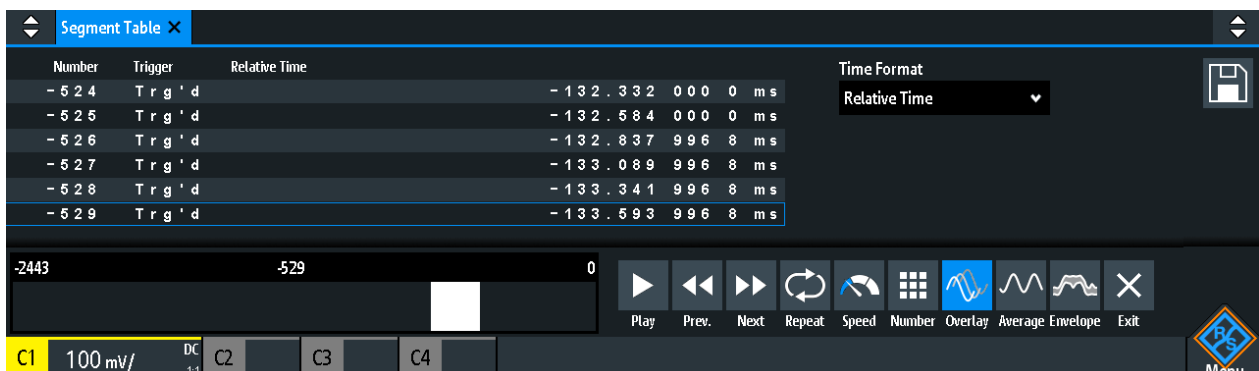 Segment Table ×
Number Trigger Relative Time
-524 Trg'd -132.332 000 0 ms
-525 Trg'd -132.584 000 0 ms
-526 Trg'd -132.837 996 8 ms
-527 Trg'd -133.089 996 8 ms
-528 Trg'd -133.341 996 8 ms
-529 Trg'd -133.593 996 8 ms
Time Format
Relative Time
-2443 -529 0
Play Prev. Next Repeat Speed Number Overlay Average Envelope Exit
C1 100 mV/ DC 1:1 C2 C3 C4
R&S
Menu